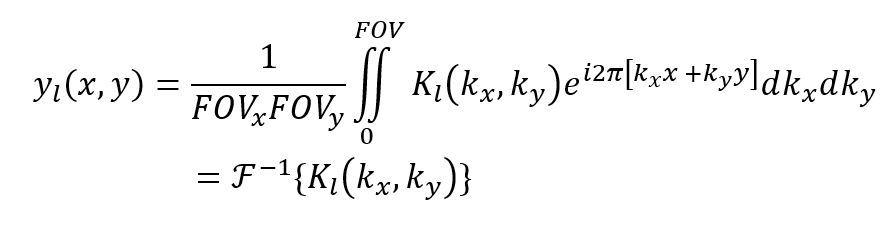 y_l(x, y) = \frac{1}{FOV_x FOV_y} \iint_0^{FOV} K_l(k_x, k_y) e^{i2\pi[k_x x + k_y y]} dk_x dk_y
= \mathcal{F}^{-1}\{K_l(k_x, k_y)\}